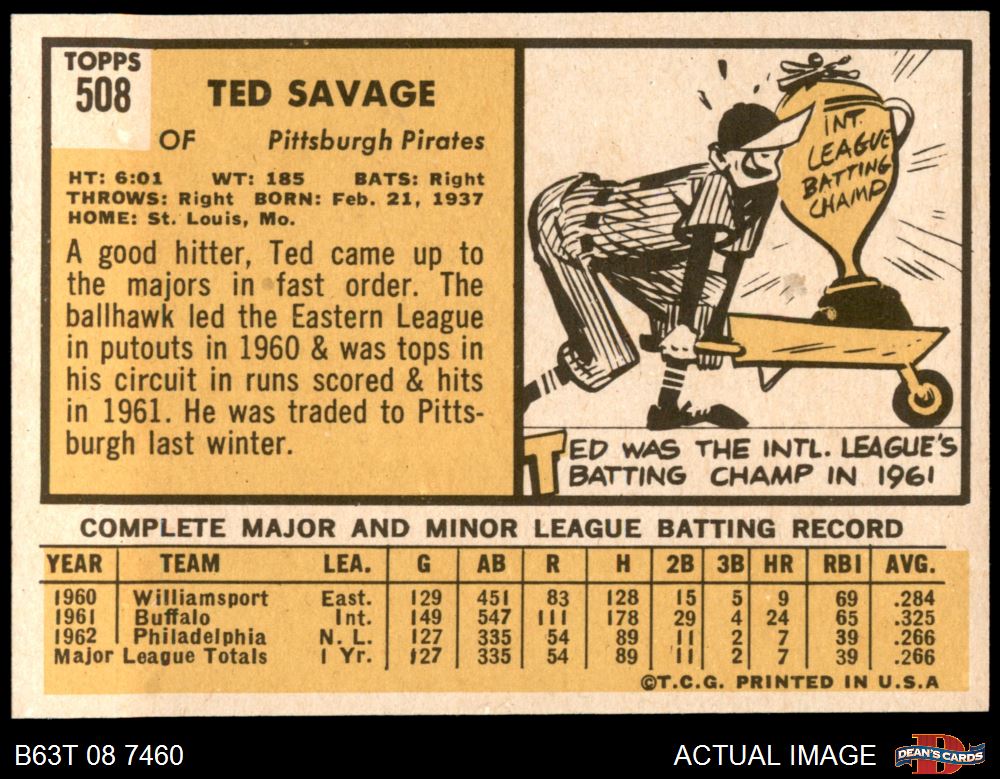 TOPPS
508
TED SAVAGE
OF Pittsburgh Pirates
HT: 6:01 WT: 185 BATS: Right
THROWS: Right BORN: Feb. 21, 1937
HOME: St. Louis, Mo.
A good hitter, Ted came up to
the majors in fast order. The
ballhawk led the Eastern League
in putouts in 1960 & was tops in
his circuit in runs scored & hits
in 1961. He was traded to Pitts-
burgh last winter.
INT.
LEAGUE
BATTING
CHAMP
TED WAS THE INTL. LEAGUE'S
BATTING CHAMP IN 1961
COMPLETE MAJOR AND MINOR LEAGUE BATTING RECORD
YEAR TEAM LEA. G AB R H 2B 3B HR RBI AVG.
1960 Williamsport East. 129 451 83 128 15 5 9 69 .284
1961 Buffalo Int. 149 547 111 178 29 4 24 65 .325
1962 Philadelphia N. L. 127 335 54 89 11 2 7 39 .266
Major League Totals 1 Yr. 127 335 54 89 11 2 7 39 .266
©T.C.G. PRINTED IN U.S.A
B63T 08 7460 ACTUAL IMAGE DEAN'S CARDS